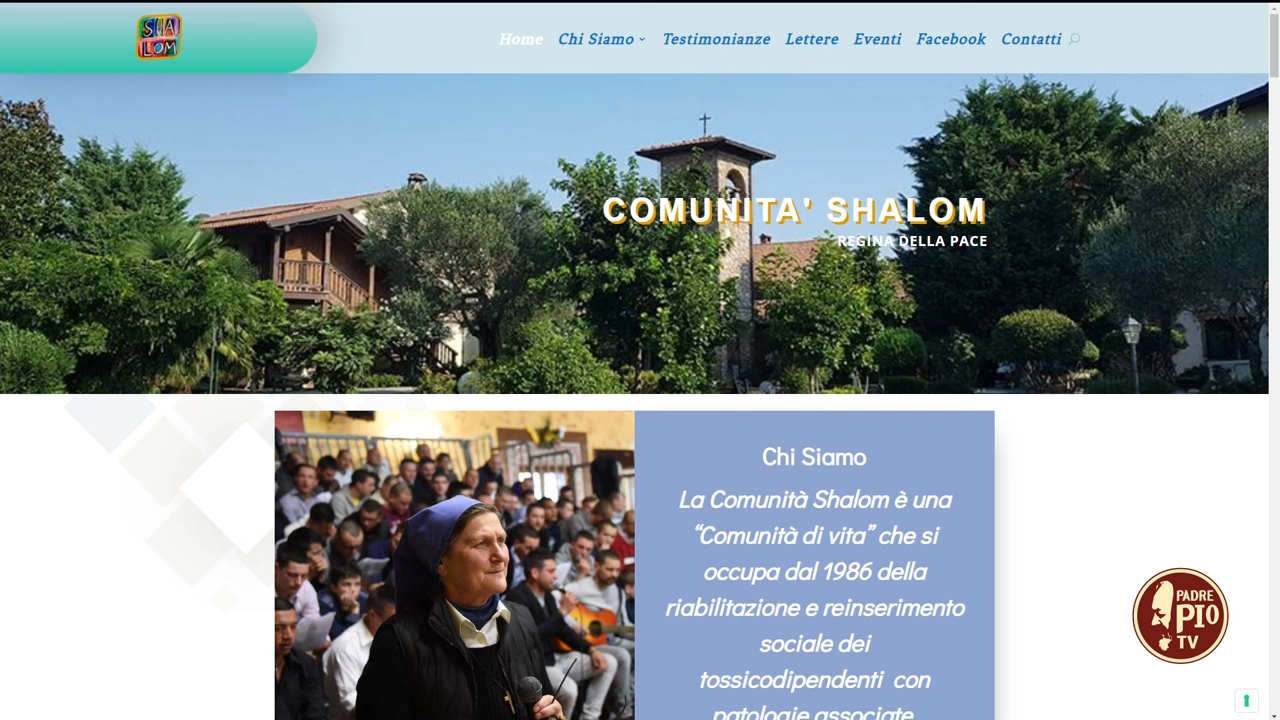 SHA
LOM
Home Chi Siamo Testimonianze Lettere Eventi Facebook Contatti
COMUNITA' SHALOM
REGINA DELLA PACE
Chi Siamo
La Comunità Shalom è una
“Comunità di vita” che si
occupa dal 1986 della
riabilitazione e reinserimento
sociale dei
tossicodipendenti con
patologie associate
PADRE
PIO
TV